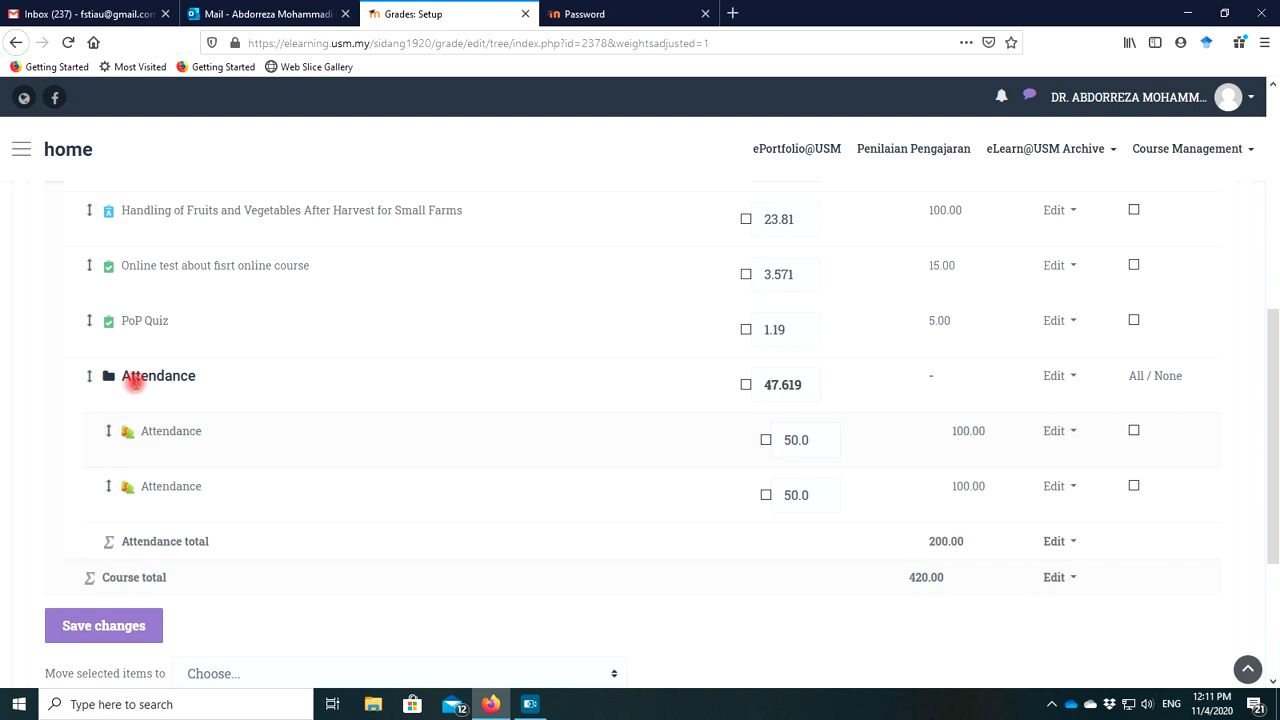 Inbox (237) - fstiau@gmail.com
Mail - Abdorreza Mohammadi
Grades: Setup
Password
https://elearning.usm.my/sidang1920/grade/edit/tree/index.php?id=2378&weightsadjusted=1
Getting Started
Most Visited
Getting Started
Web Slice Gallery
DR. ABDORREZA MOHAMM...
home
ePortfolio@USM
Penilaian Pengajaran
eLearn@USM Archive
Course Management
Handling of Fruits and Vegetables After Harvest for Small Farms 23.81 100.00 Edit
Online test about fisrt online course 3.571 15.00 Edit
PoP Quiz 1.19 5.00 Edit
Attendance 47.619 - Edit All / None
Attendance 50.0 100.00 Edit
Attendance 50.0 100.00 Edit
Attendance total 200.00 Edit
Course total 420.00 Edit
Save changes
Move selected items to Choose...
Type here to search
12
ENG
12:11 PM
11/4/2020
21